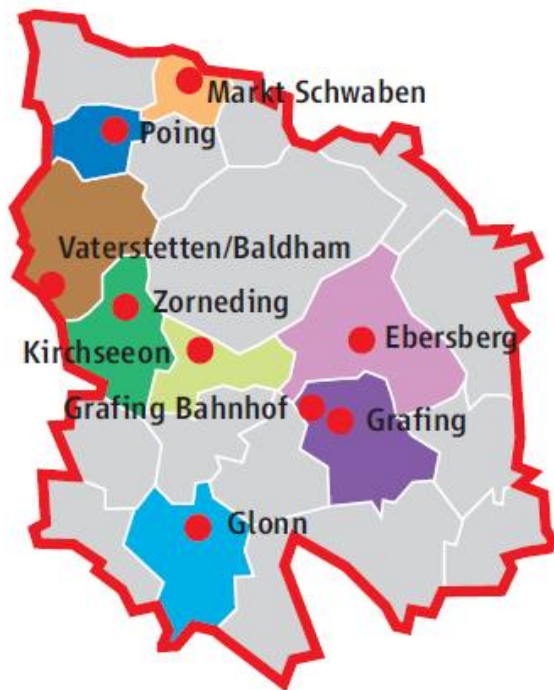 Markt Schwaben
Poing
Vaterstetten/Baldham
Zorneding
Kirchseeon
Ebersberg
Grafing Bahnhof
Grafing
Glonn